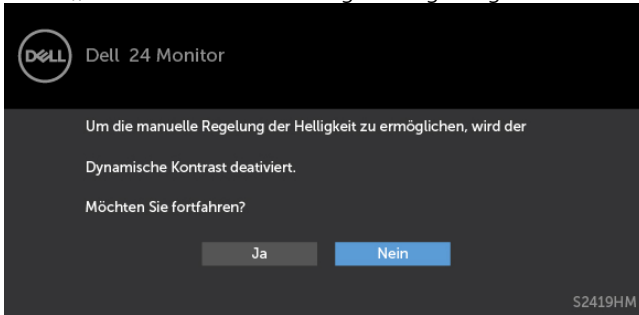 DELL
Dell 24 Monitor
Um die manuelle Regelung der Helligkeit zu ermöglichen, wird der
Dynamische Kontrast deativiert.
Möchten Sie fortfahren?
Ja Nein
S2419HM